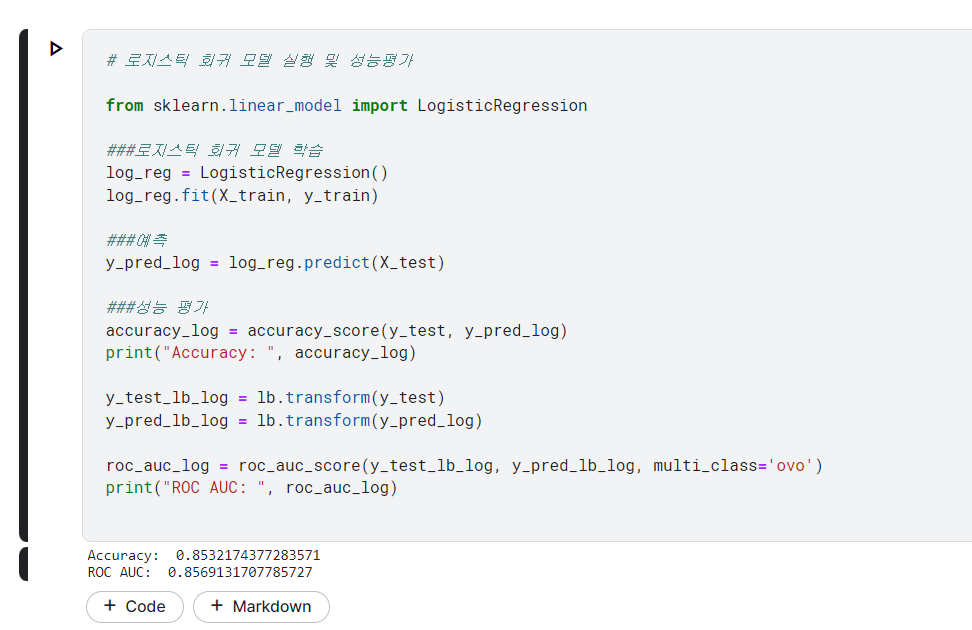 # 로지스틱 회귀 모델 실행 및 성능평가
from sklearn.linear_model import LogisticRegression
###로지스틱 회귀 모델 학습
log_reg = LogisticRegression()
log_reg.fit(X_train, y_train)
###예측
y_pred_log = log_reg.predict(X_test)
###성능 평가
accuracy_log = accuracy_score(y_test, y_pred_log)
print("Accuracy: ", accuracy_log)
y_test_lb_log = lb.transform(y_test)
y_pred_lb_log = lb.transform(y_pred_log)
roc_auc_log = roc_auc_score(y_test_lb_log, y_pred_lb_log, multi_class='ovo')
print("ROC AUC: ", roc_auc_log)
Accuracy:  0.8532174377283571
ROC AUC:  0.8569131707785727
+ Code + Markdown